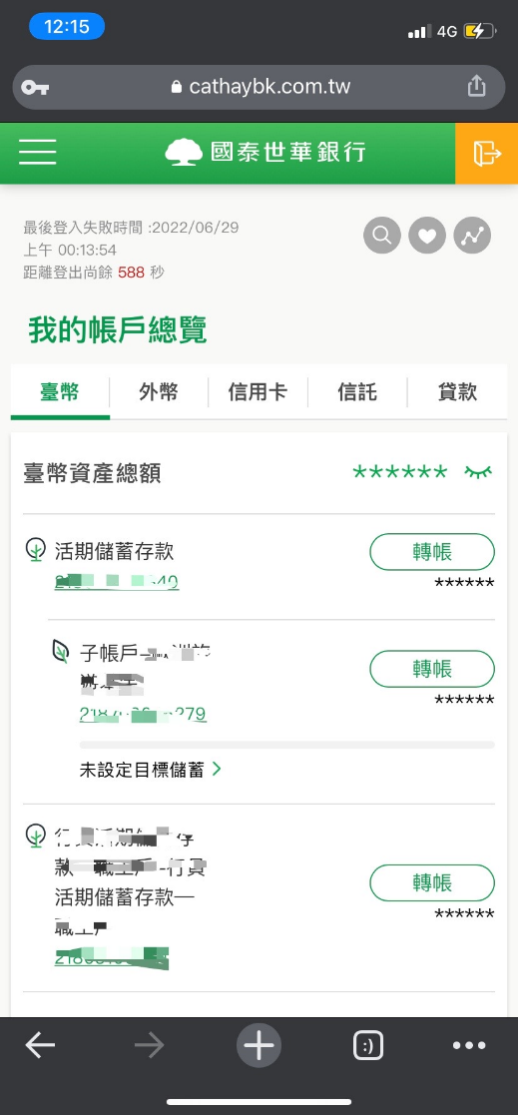 12:15
4G
cathaybk.com.tw
國泰世華銀行
最後登入失敗時間 :2022/06/29
上午 00:13:54
距離登出尚餘 588 秒
我的帳戶總覽
臺幣 外幣 信用卡 信託 貸款
臺幣資產總額 ******
活期儲蓄存款 轉帳
******
子帳戶
轉帳
******
279
未設定目標儲蓄 >
行員
活期儲蓄存款—
轉帳
******
:)